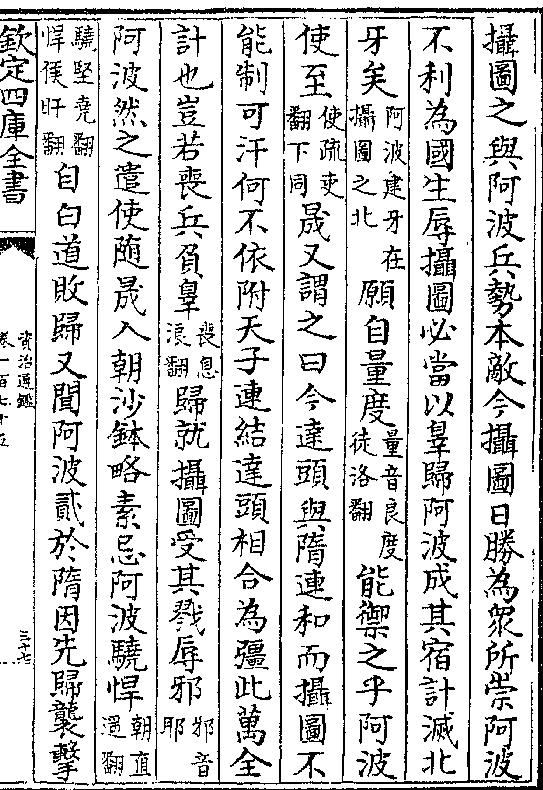 攝圖之與阿波兵勢本敵今攝圖日勝為衆所崇阿波
不利為國生辱攝圖必當以辠歸阿波成其宿計滅北
牙矣阿波建牙在攝圖之北願自量度量音良度徒洛翻能禦之乎阿波
使至使疏吏翻下同晟又謂之曰今達頭與隋連和而攝圖不
能制可汗何不依附天子連結達頭相合為彊此萬全
計也豈若喪兵負辠喪息浪翻歸就攝圖受其戮辱邪邪音耶
阿波然之遣使随晟入朝沙鉢略素忌阿波驍悍朝直遥翻
驍堅堯翻悍侯旰翻自白道敗歸又聞阿波貳於隋因先歸襲擊
欽定四庫全書
資治通鑑
卷一百七十五
三十七